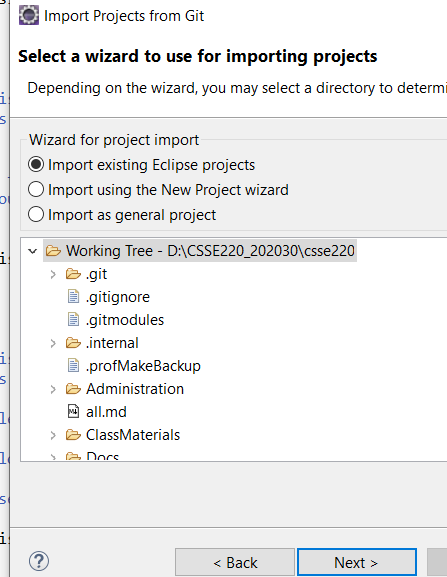 Import Projects from Git
Select a wizard to use for importing projects
Depending on the wizard, you may select a directory to
Wizard for project import
Import existing Eclipse projects
Import using the New Project wizard
Import as general project
Working Tree - D:\CSSE220_202030\csse220
.git
.gitignore
.gitmodules
.internal
.profMakeBackup
Administration
all.md
ClassMaterials
Docs
?
< Back
Next >